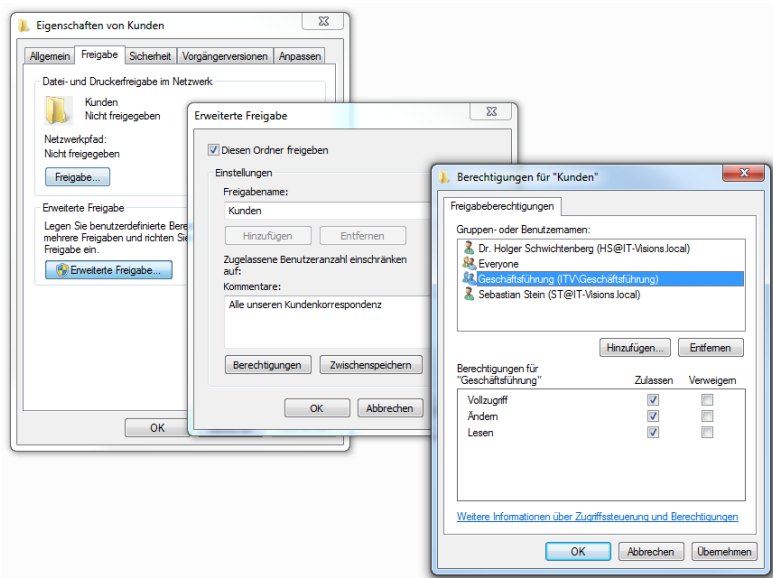 Eigenschaften von Kunden
Allgemein Freigabe Sicherheit Vorgängerversionen Anpassen
Datei- und Druckerfreigabe im Netzwerk
Kunden
Nicht freigegeben
Netzwerkpfad:
Nicht freigegeben
Freigabe...
Erweiterte Freigabe
Legen Sie benutzerdefinierte Bere
mehrere Freigaben und richten Sie
Freigabe ein.
Erweiterte Freigabe...
OK
Erweiterte Freigabe
Diesen Ordner freigeben
Einstellungen
Freigabename:
Kunden
Hinzufügen Entfernen
Zugelassene Benutzeranzahl einschränken
auf:
Kommentare:
Alle unseren Kundenkorrespondenz
Berechtigungen Zwischenspeichern
OK Abbrechen
Berechtigungen für "Kunden"
Freigabeberechtigungen
Gruppen- oder Benutzernamen:
Dr. Holger Schwichtenberg (HS@IT-Visions.local)
Everyone
Geschäftsführung (ITV\Geschäftsführung)
Sebastian Stein (ST@IT-Visions.local)
Hinzufügen... Entfernen
Berechtigungen für
"Geschäftsführung" Zulassen Verweigern
Vollzugriff
Ändern
Lesen
Weitere Informationen über Zugriffssteuerung und Berechtigungen
OK Abbrechen Übernehmen